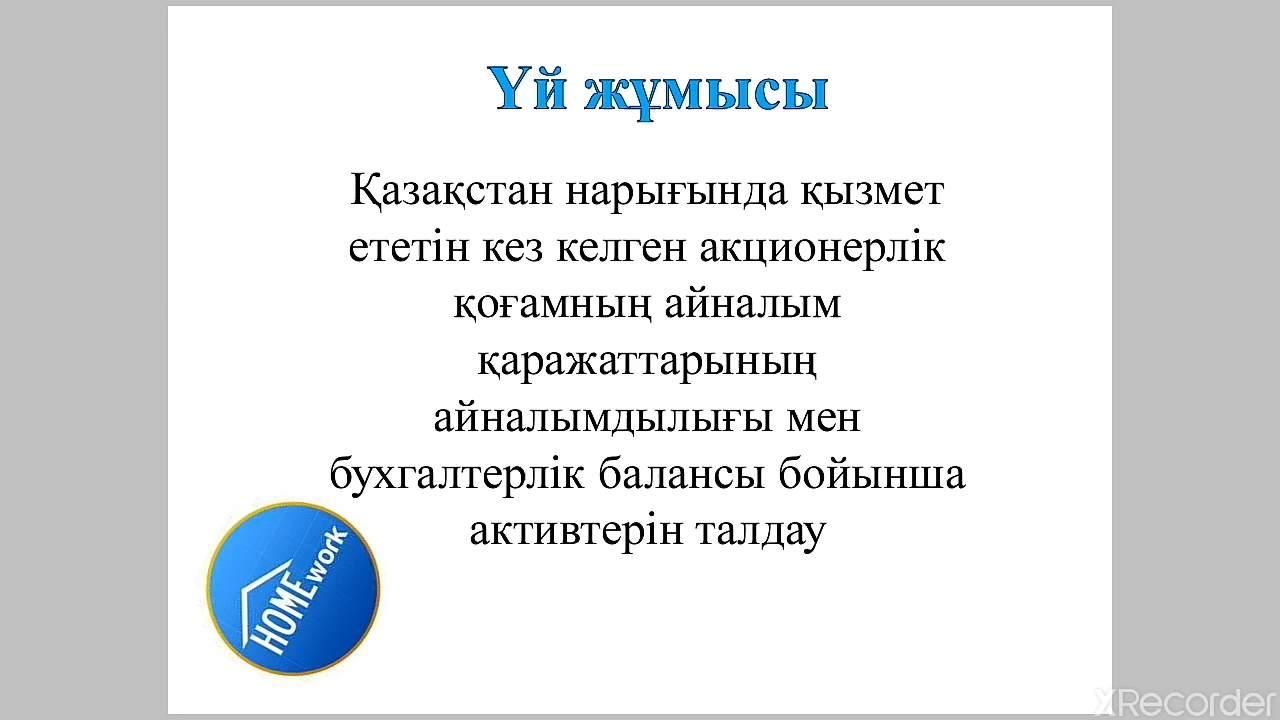 Үй жұмысы
Қазақстан нарығында қызмет
ететін кез келген акционерлік
қоғамның айналым
қаражаттарының
айналымдылығы мен
бухгалтерлік балансы бойынша
активтерін талдау
HOME work
XRecorder